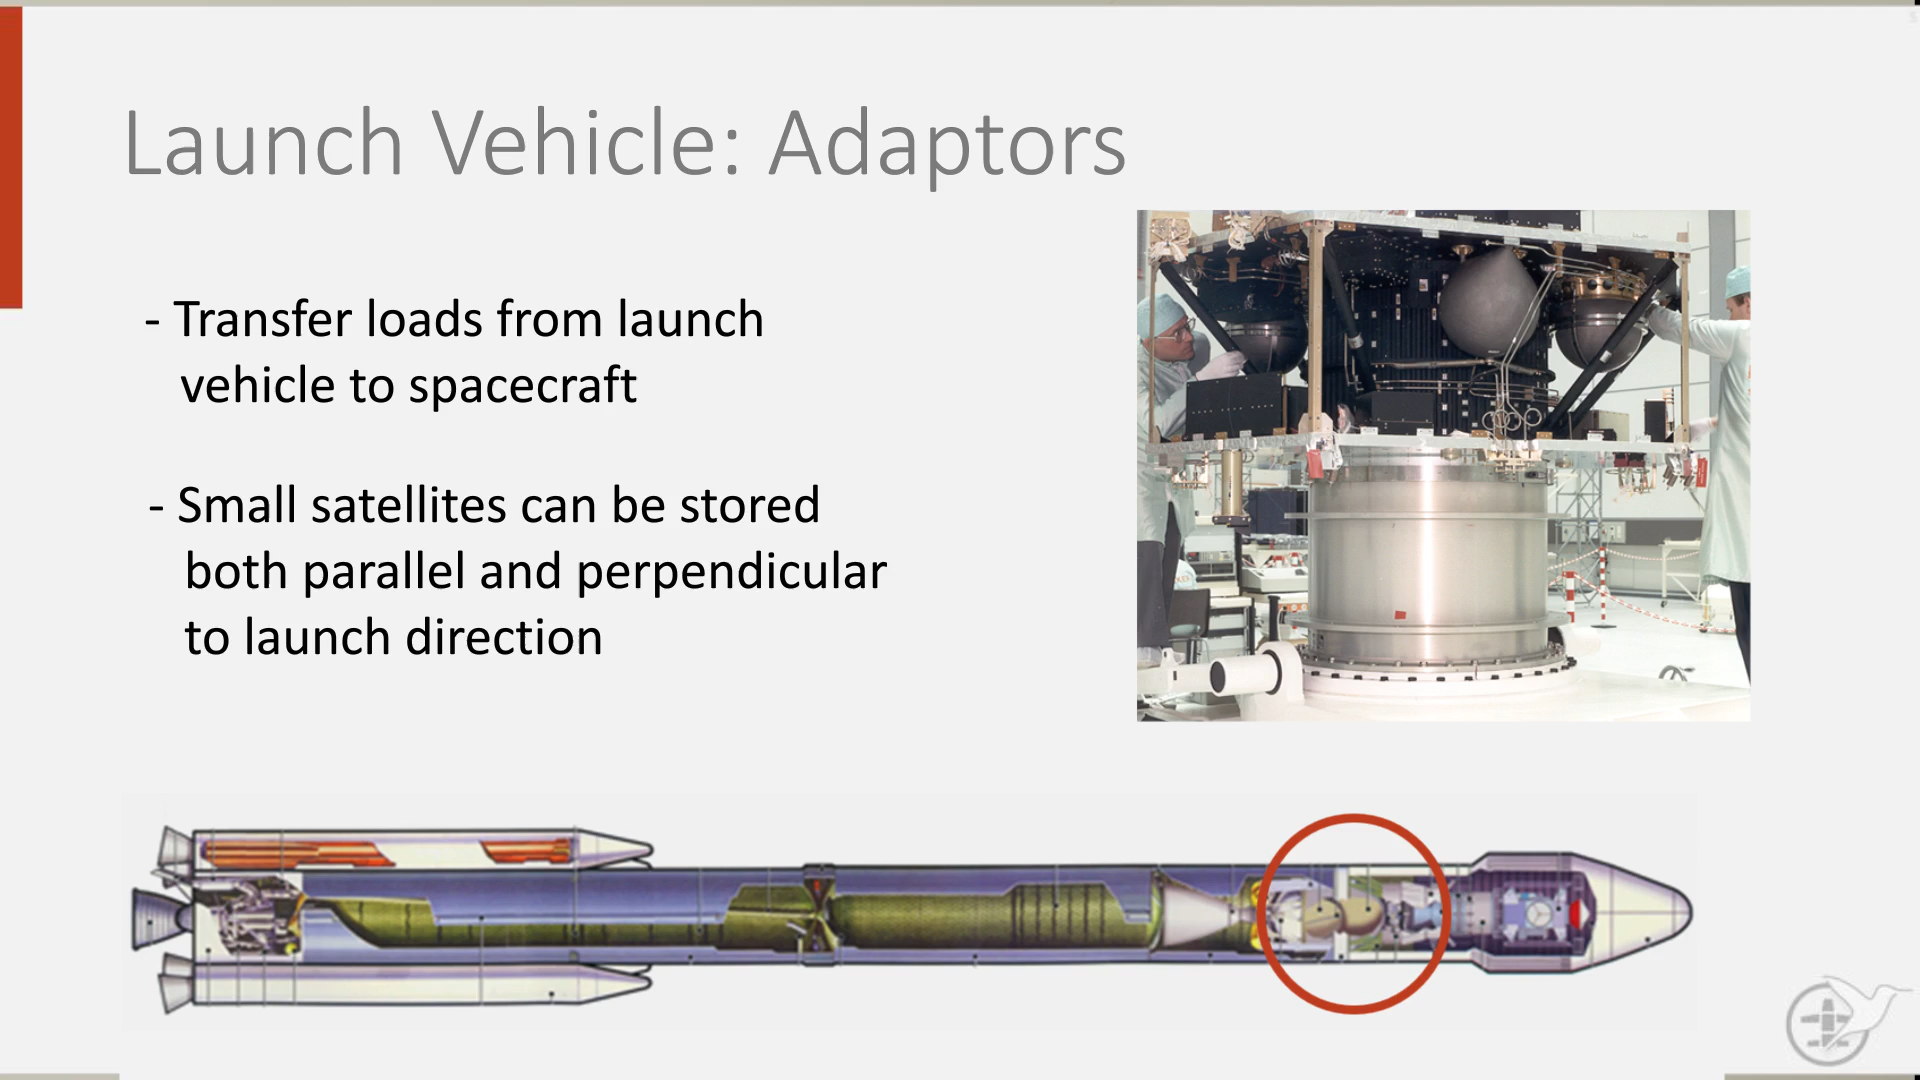 Launch Vehicle: Adaptors
- Transfer loads from launch
vehicle to spacecraft
- Small satellites can be stored
both parallel and perpendicular
to launch direction